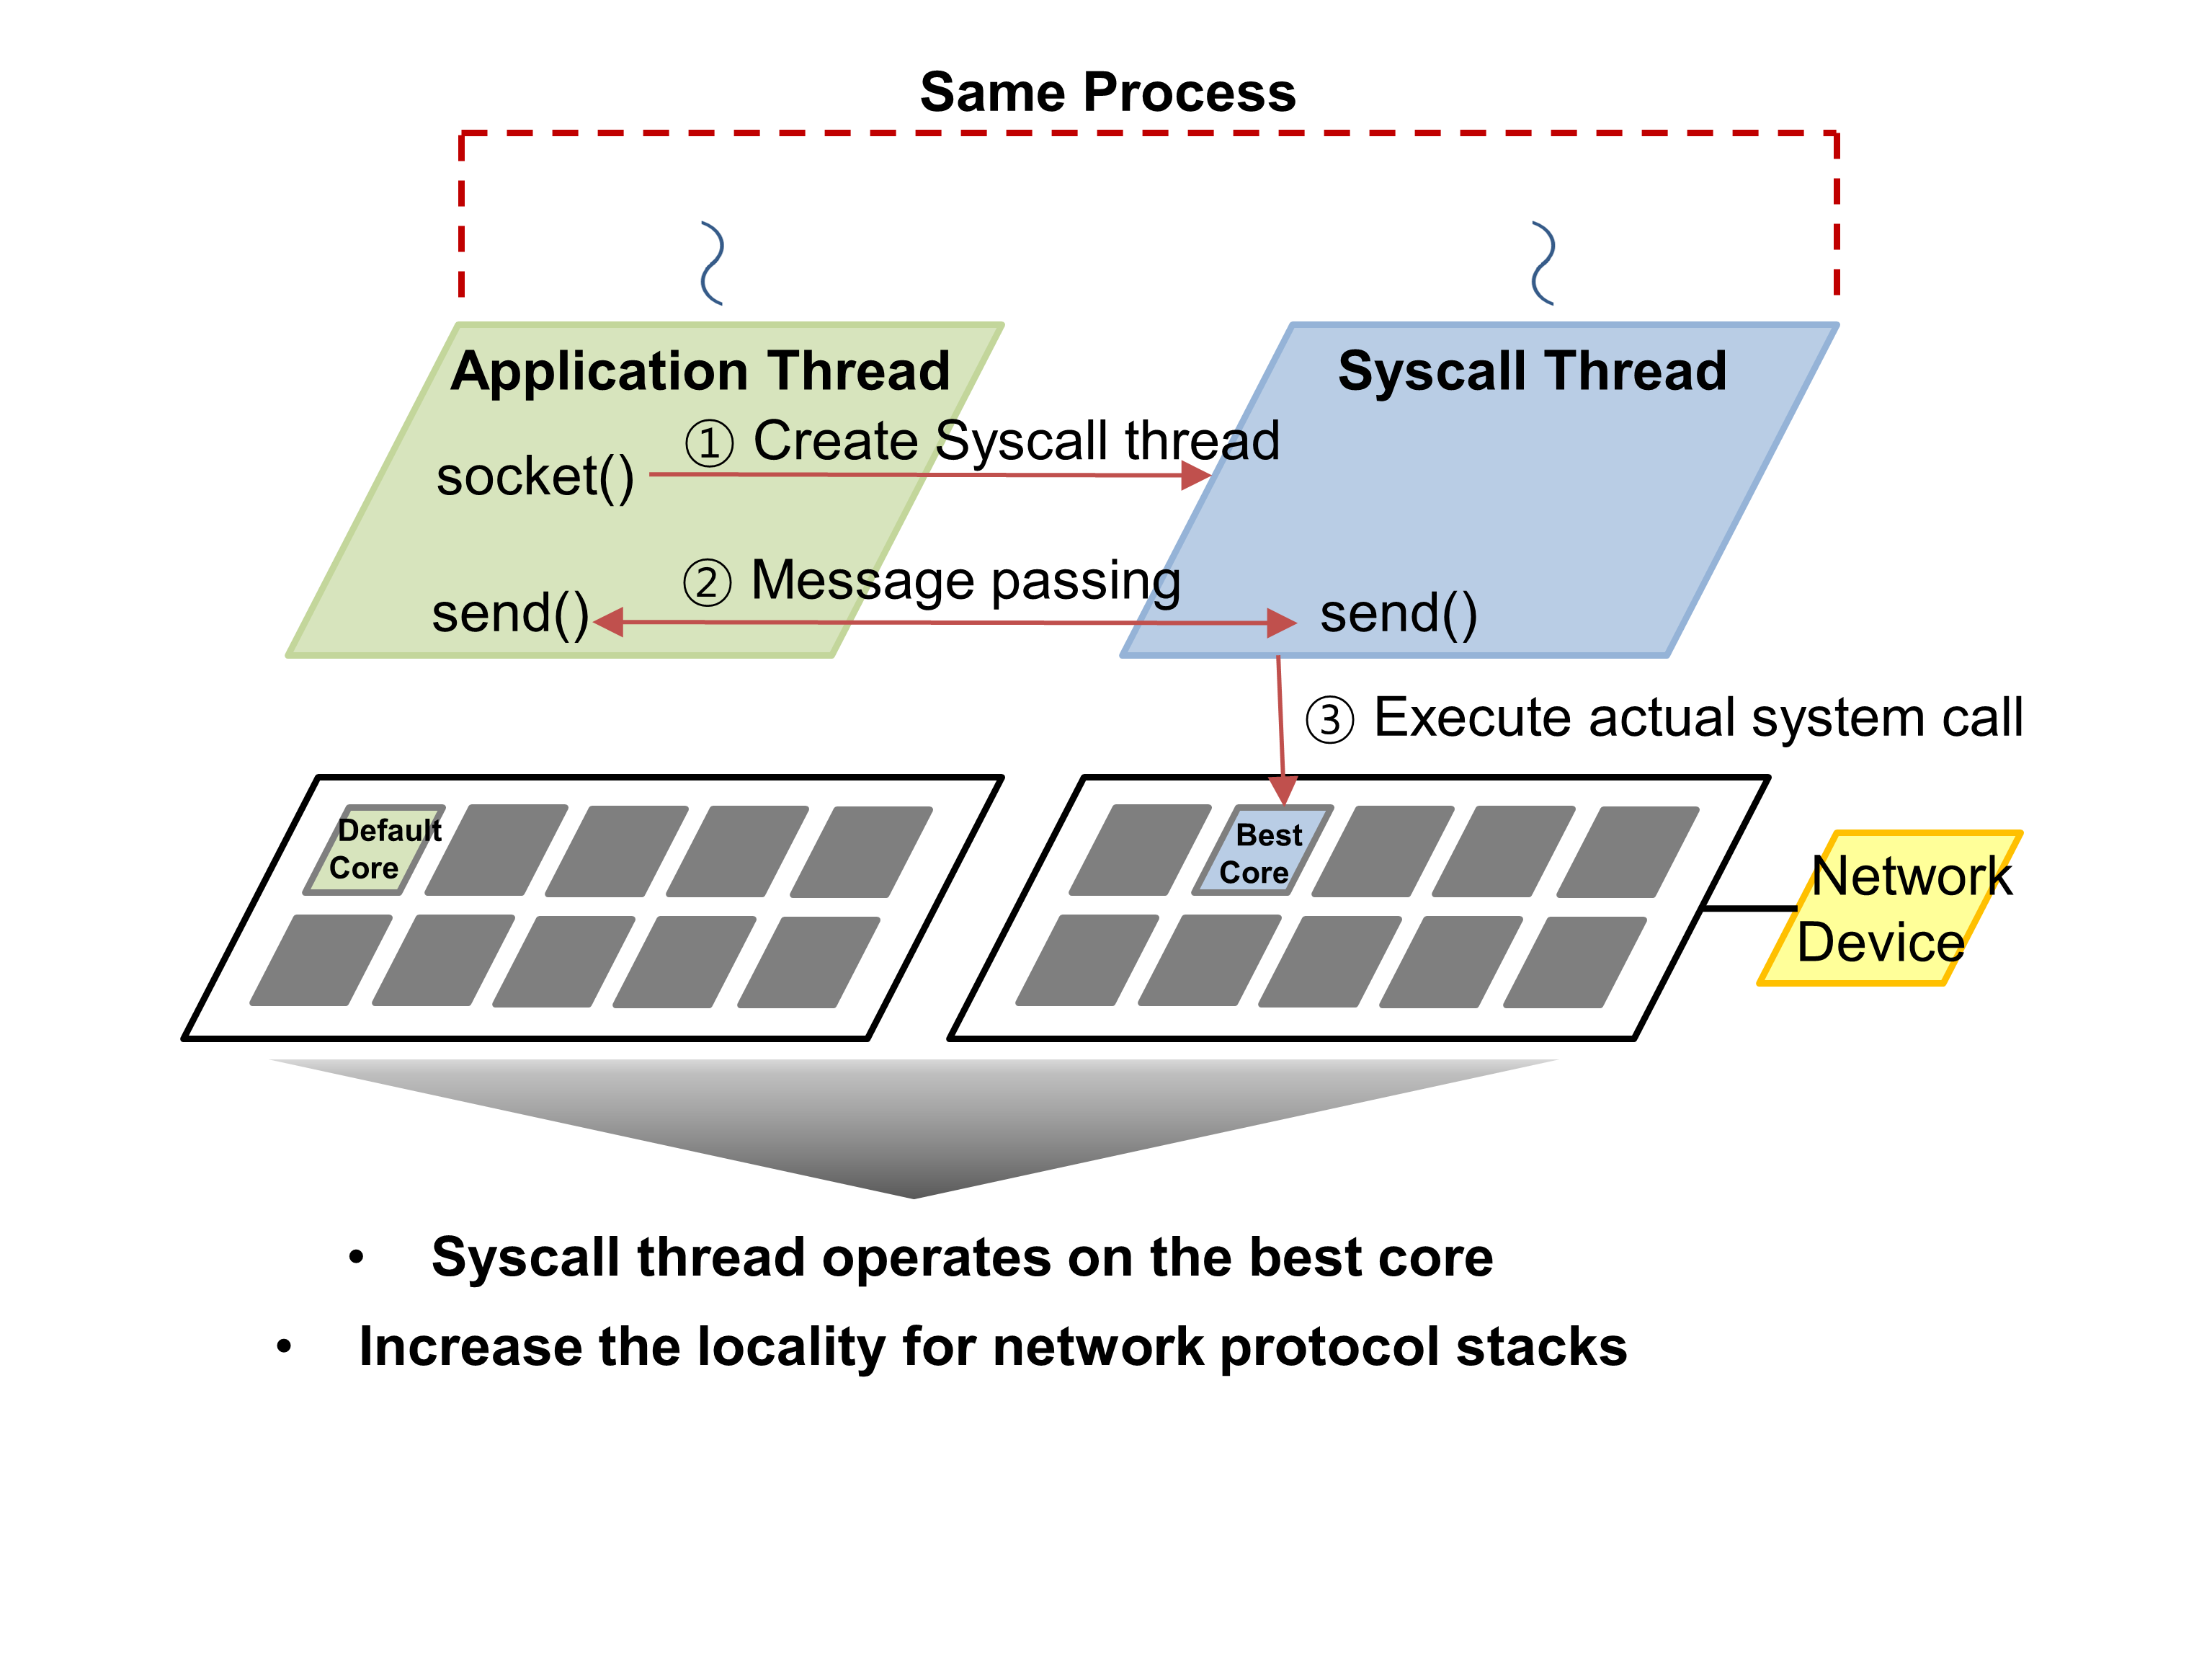 Same Process
Application Thread
Syscall Thread
① Create Syscall thread
socket()
② Message passing
send()
send()
③ Execute actual system call
Default
Core
Best
Core
Network
Device
• Syscall thread operates on the best core
• Increase the locality for network protocol stacks